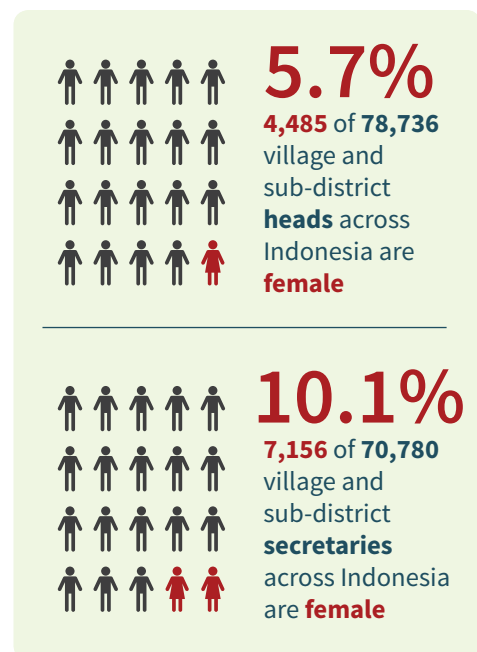 5.7%
4,485 of 78,736
village and
sub-district
heads across
Indonesia are
female
10.1%
7,156 of 70,780
village and
sub-district
secretaries
across Indonesia
are female